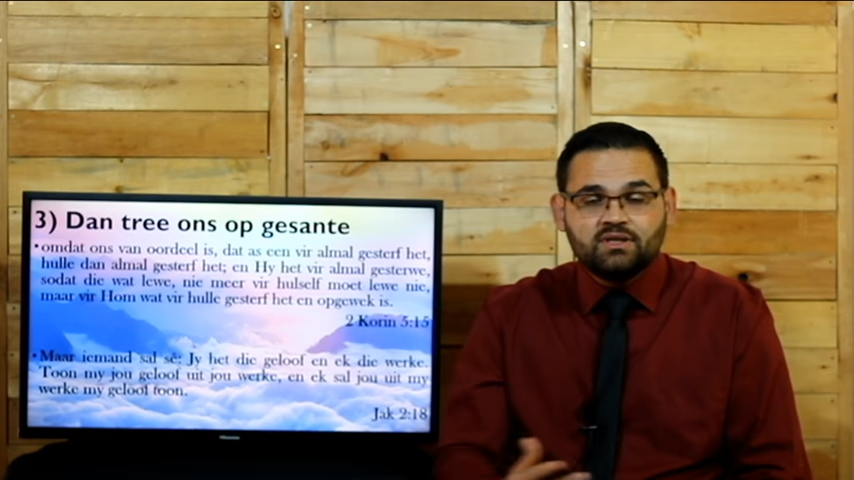 3) Dan tree ons op gesante
• omdat ons van oordeel is, dat as een vir almal gesterf het,
hulle dan almal gesterf het; en Hy het vir almal gesterwe,
sodat die wat lewe, nie meer vir hulself moet lewe nie,
maar vir Hom wat vir hulle gesterf het en opgewek is.
2 Korin 5:15
• Maar iemand sal sê: Jy het die geloof en ek die werke.
Toon my jou geloof uit jou werke, en ek sal jou uit my
werke my geloof toon.
Jak 2:18
Hisense